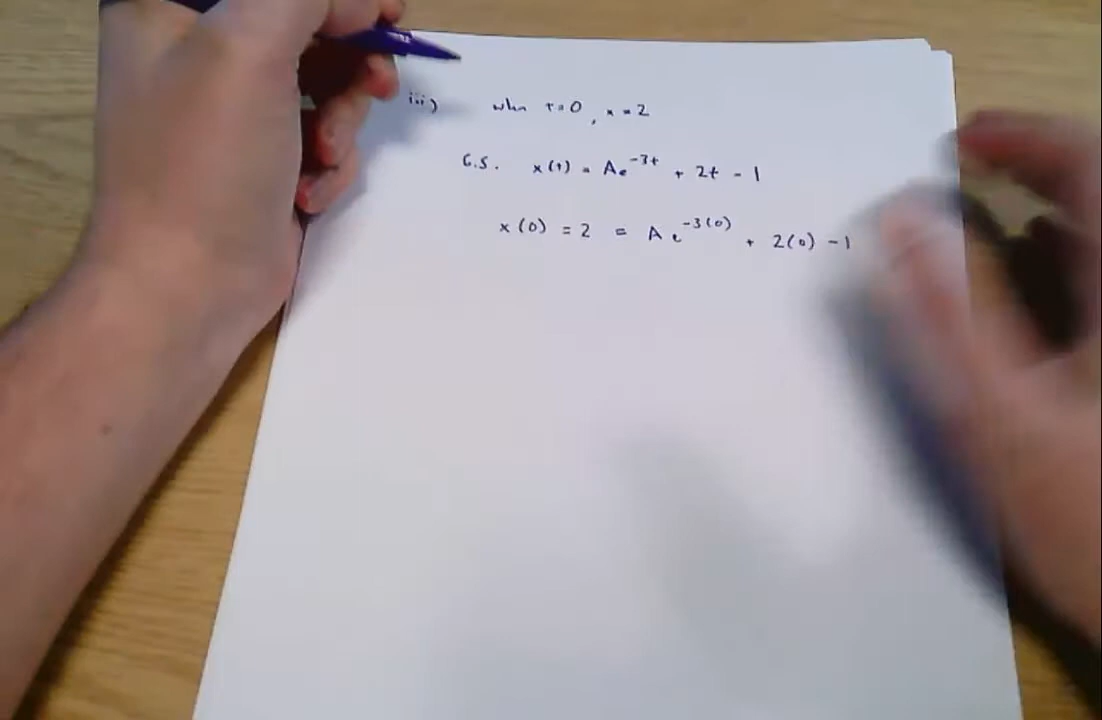 iii) when t=0, x=2
G.S. x(t) = Ae^-3t + 2t - 1
x(0) = 2 = Ae^-3(0) + 2(0) - 1